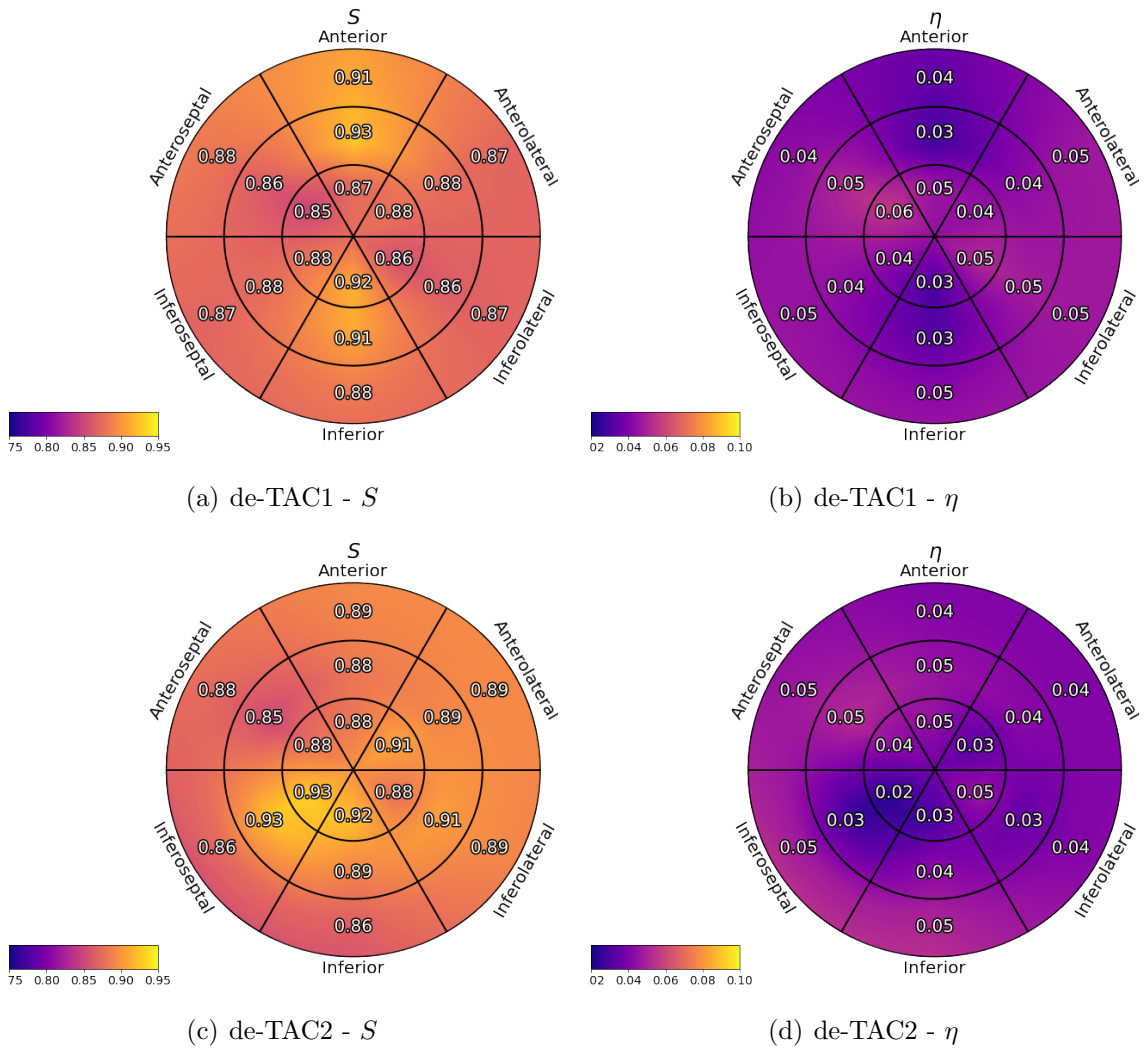 S
Anterior
0.91
Anteroseptal
Anterolateral
0.93
0.88
0.87
0.86
0.87
0.88
0.85
0.88
0.88
0.86
0.88
0.92
0.86
0.87
0.87
Inferoseptal
Inferolateral
0.91
0.88
Inferior
75 0.80 0.85 0.90 0.95
(a) de-TAC1 - S
η
Anterior
0.04
Anteroseptal
Anterolateral
0.03
0.04
0.05
0.05
0.05
0.04
0.06
0.04
0.04
0.05
0.04
0.03
0.05
0.05
0.05
Inferoseptal
Inferolateral
0.03
0.05
Inferior
02 0.04 0.06 0.08 0.10
(b) de-TAC1 - η
S
Anterior
0.89
Anteroseptal
Anterolateral
0.88
0.88
0.89
0.85
0.88
0.89
0.88
0.91
0.93
0.88
0.93
0.92
0.91
0.86
0.89
Inferoseptal
Inferolateral
0.89
0.86
Inferior
75 0.80 0.85 0.90 0.95
(c) de-TAC2 - S
η
Anterior
0.04
Anteroseptal
Anterolateral
0.05
0.05
0.04
0.05
0.05
0.04
0.04
0.03
0.02
0.05
0.03
0.03
0.03
0.05
0.04
Inferoseptal
Inferolateral
0.04
0.05
Inferior
02 0.04 0.06 0.08 0.10
(d) de-TAC2 - η